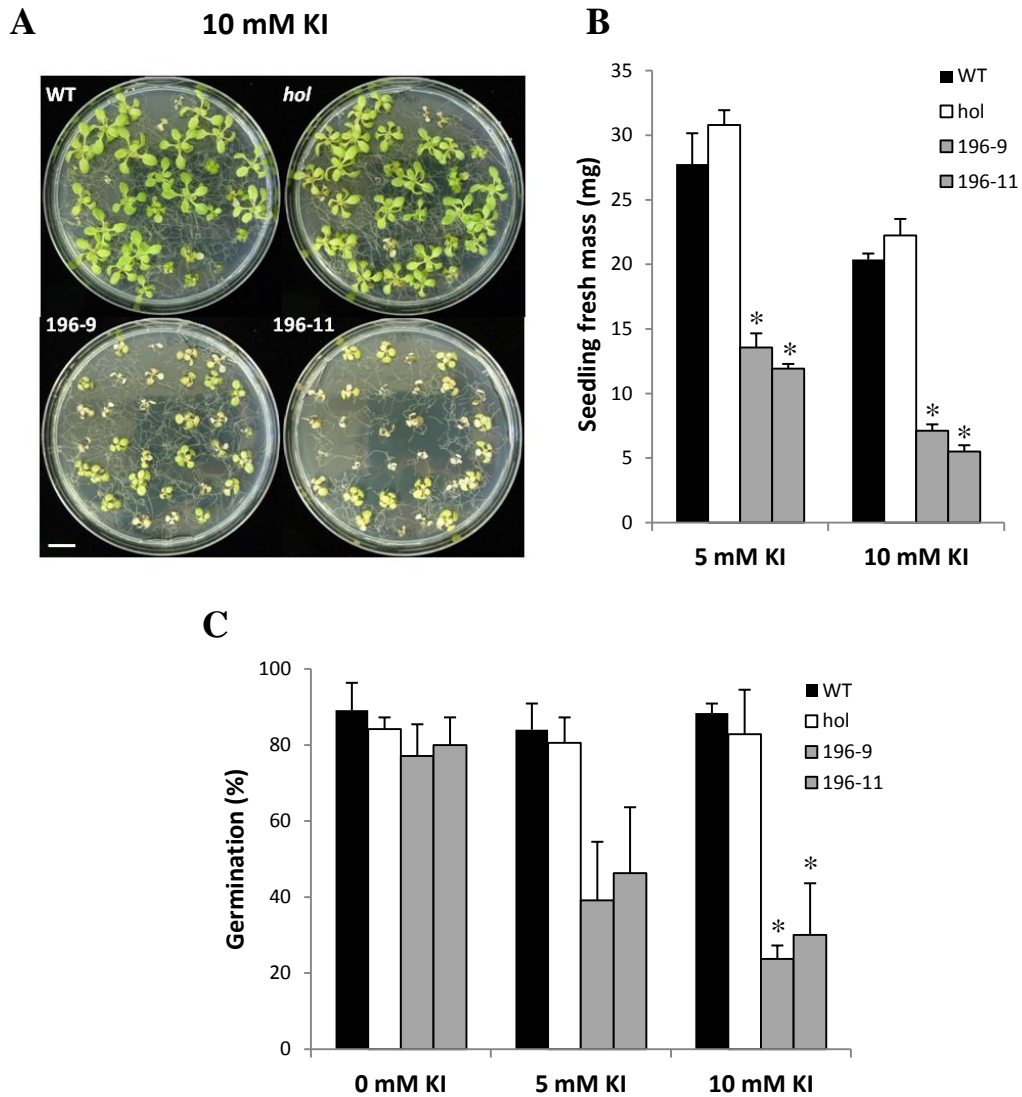 A
10 mM KI
WT
hol
196-9
196-11
B
Seedling fresh mass (mg)
35
30
25
20
15
10
5
0
WT
hol
196-9
196-11
*
*
*
*
5 mM KI
10 mM KI
C
Germination (%)
100
80
60
40
20
0
WT
hol
196-9
196-11
*
*
0 mM KI
5 mM KI
10 mM KI